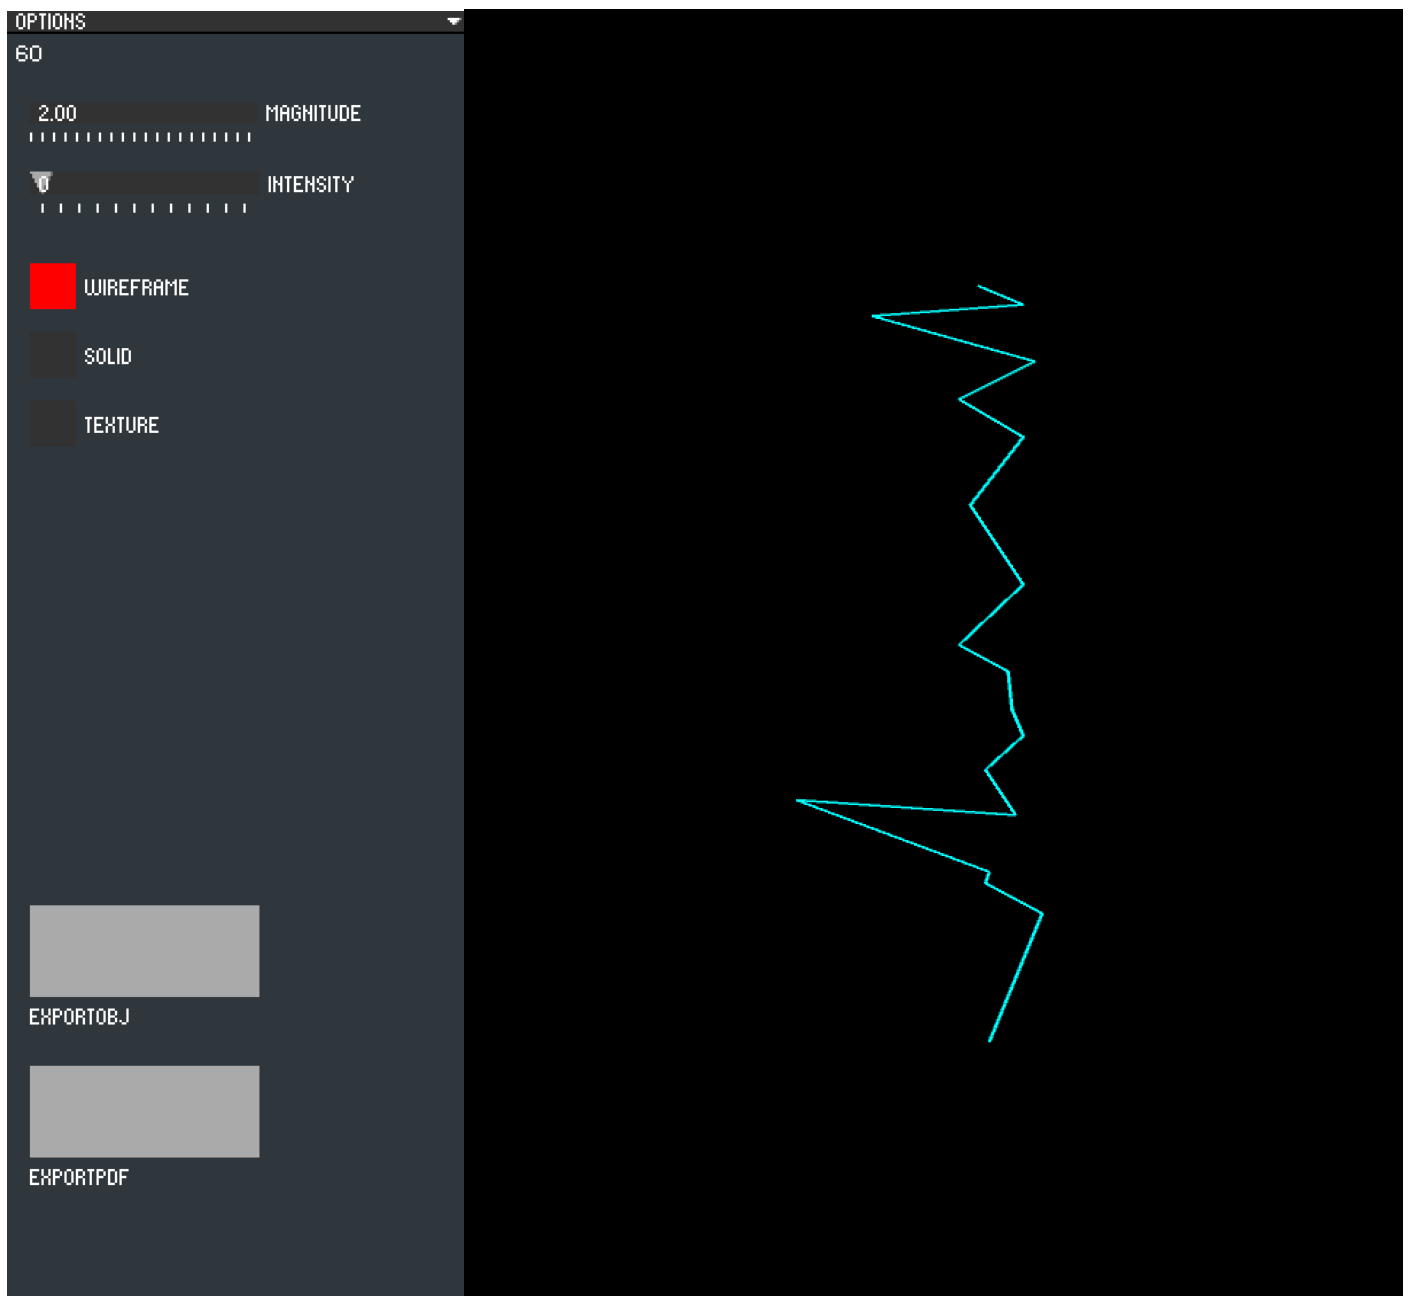 OPTIONS
60
2.00 MAGNITUDE
0 INTENSITY
WIREFRAME
SOLID
TEXTURE
EXPORTOBJ
EXPORTPDF